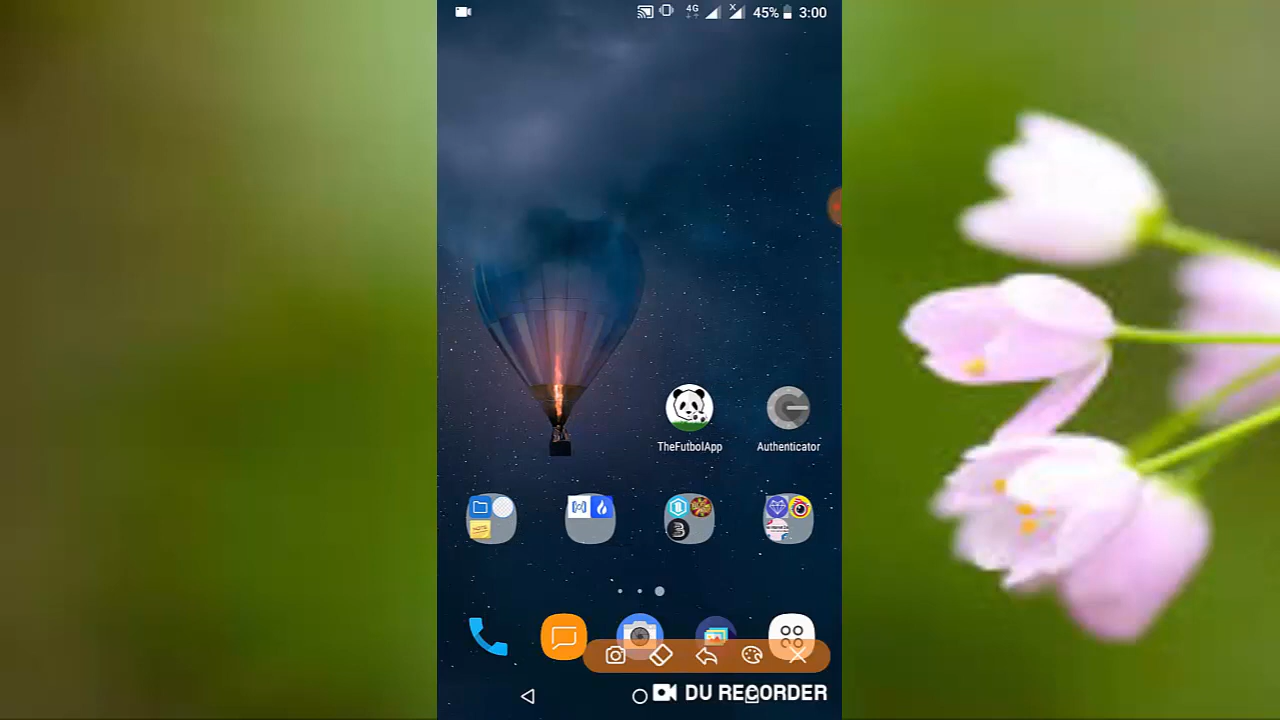 4G X 45% 3:00
TheFutbolApp Authenticator
DU RECORDER